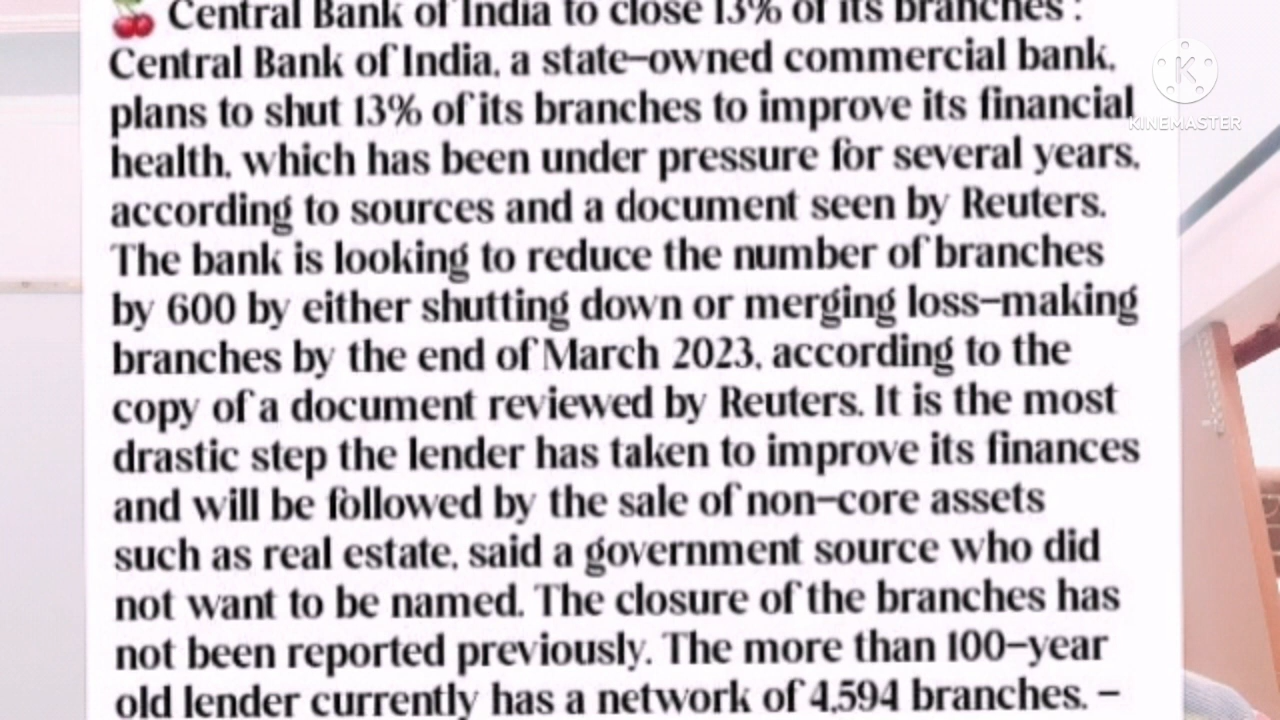 Central Bank of India to close 13% of its branches :
Central Bank of India, a state-owned commercial bank,
plans to shut 13% of its branches to improve its financial
health, which has been under pressure for several years,
according to sources and a document seen by Reuters.
The bank is looking to reduce the number of branches
by 600 by either shutting down or merging loss-making
branches by the end of March 2023, according to the
copy of a document reviewed by Reuters. It is the most
drastic step the lender has taken to improve its finances
and will be followed by the sale of non-core assets
such as real estate, said a government source who did
not want to be named. The closure of the branches has
not been reported previously. The more than 100-year
old lender currently has a network of 4,594 branches. –
K
KINEMASTER